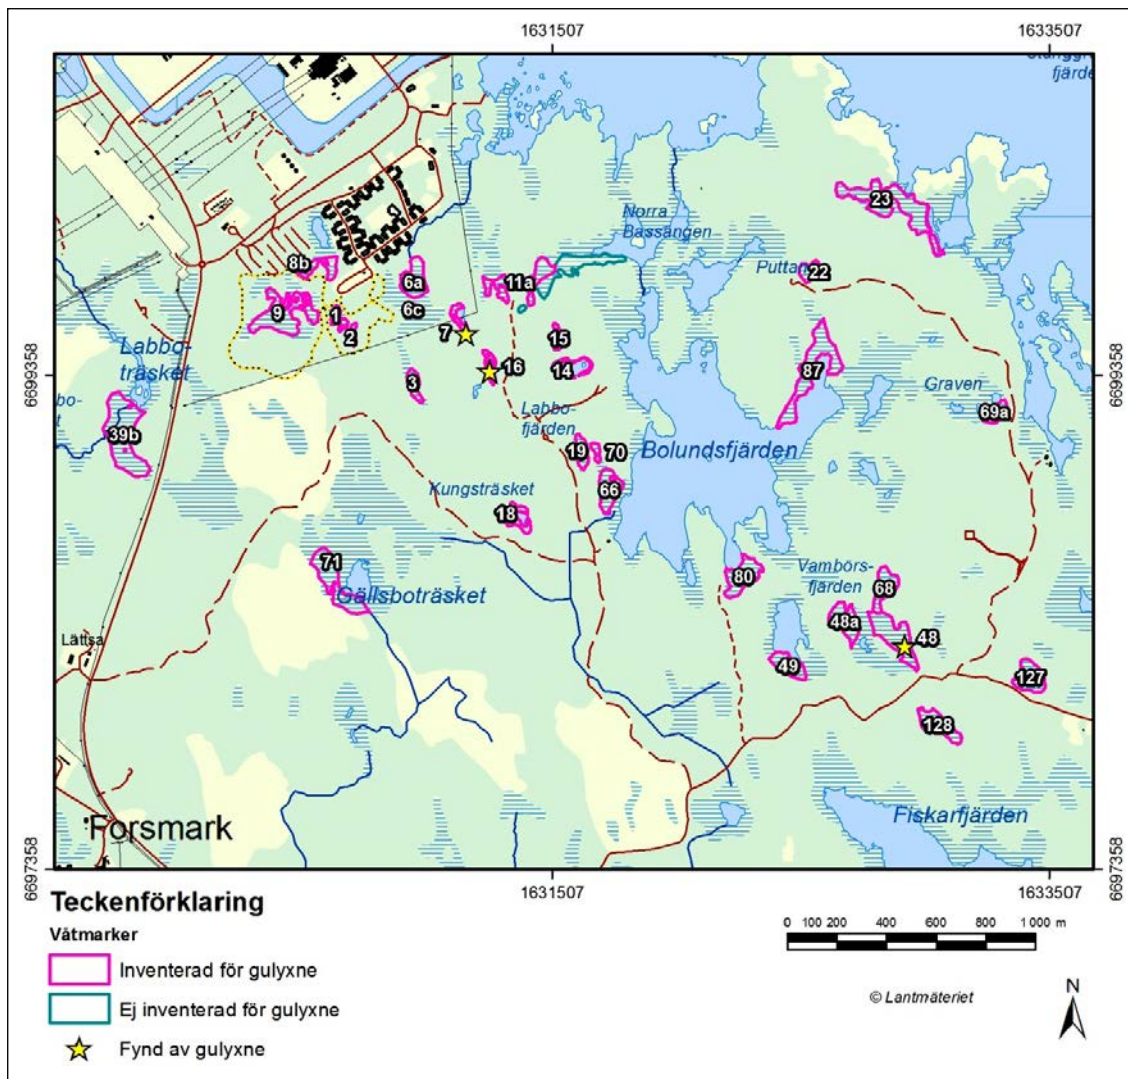 1631507
1633507
fjärde
Norra
Bassängen
23
8b
6a
11a
Puttan
22
9
1
6c
2
7
15
Labbo-
träsket
16
14
87
3
Graven
6699358
6699358
69a
Labbo-
fjärden
39b
19
70
Bolundsfjärden
66
Kungsträsket
18
71
80
Vambörs-
fjärden
68
Gällsboträsket
48a
48
Lättsa
49
127
128
Forsmark
Fiskarfjärden
6697358
6697358
1631507
1633507
Teckenförklaring
Våtmarker
Inventerad för gulyxne
Ej inventerad för gulyxne
Fynd av gulyxne
0 100 200 400 600 800 1 000 m
© Lantmäteriet
N